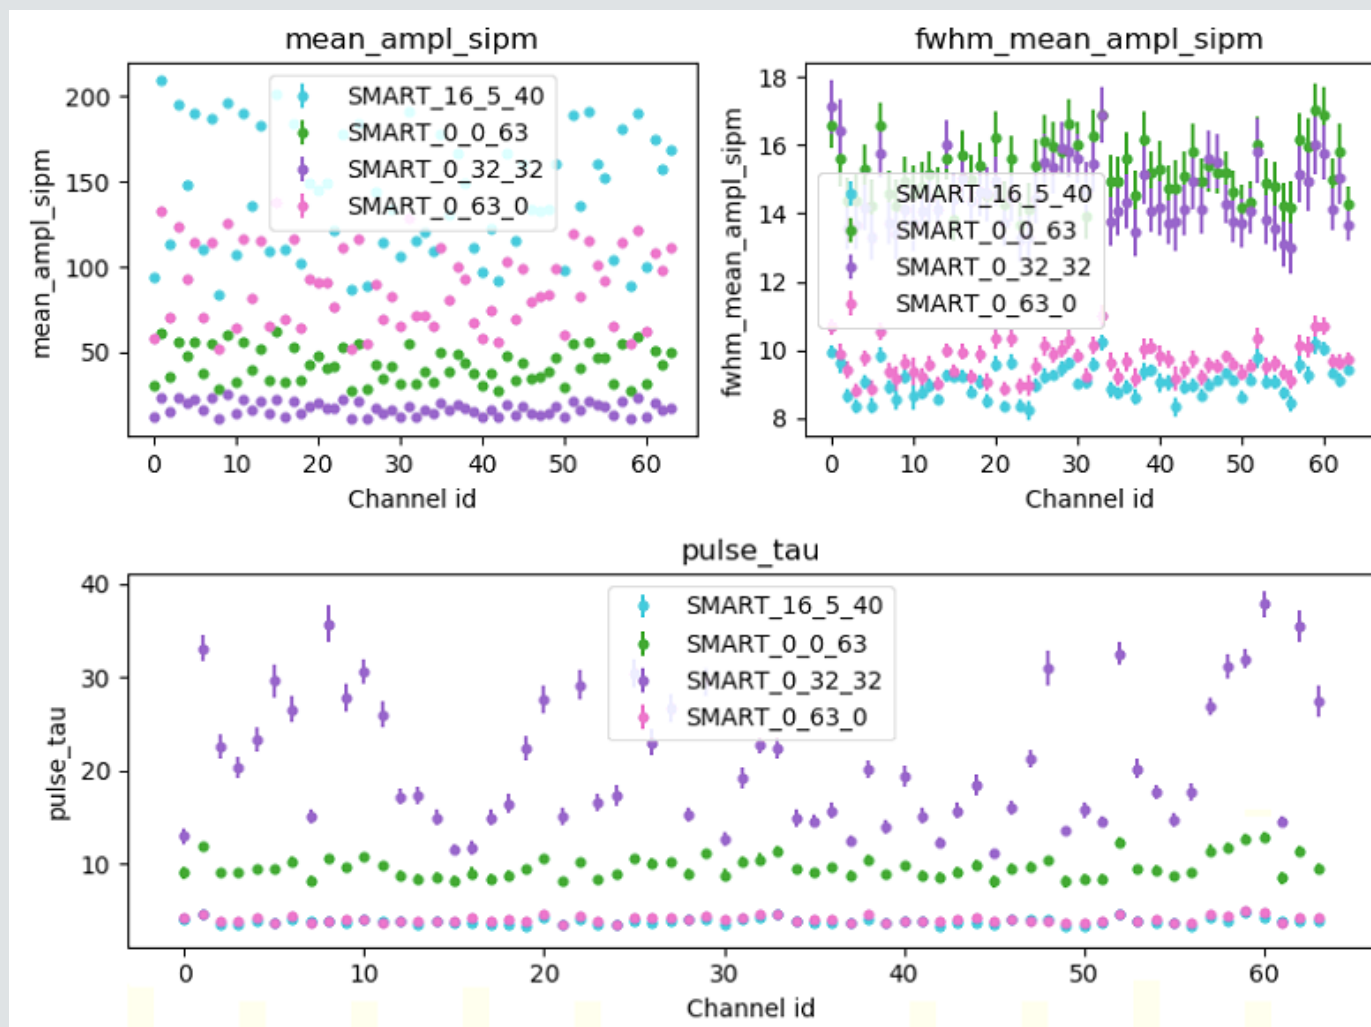 mean_ampl_sipm
fwhm_mean_ampl_sipm
200
150
100
50
mean_ampl_sipm
SMART_16_5_40
SMART_0_0_63
SMART_0_32_32
SMART_0_63_0
0 10 20 30 40 50 60
Channel id
18
16
14
12
10
8
fwhm_mean_ampl_sipm
SMART_16_5_40
SMART_0_0_63
SMART_0_32_32
SMART_0_63_0
0 10 20 30 40 50 60
Channel id
pulse_tau
40
30
20
10
pulse_tau
SMART_16_5_40
SMART_0_0_63
SMART_0_32_32
SMART_0_63_0
0 10 20 30 40 50 60
Channel id